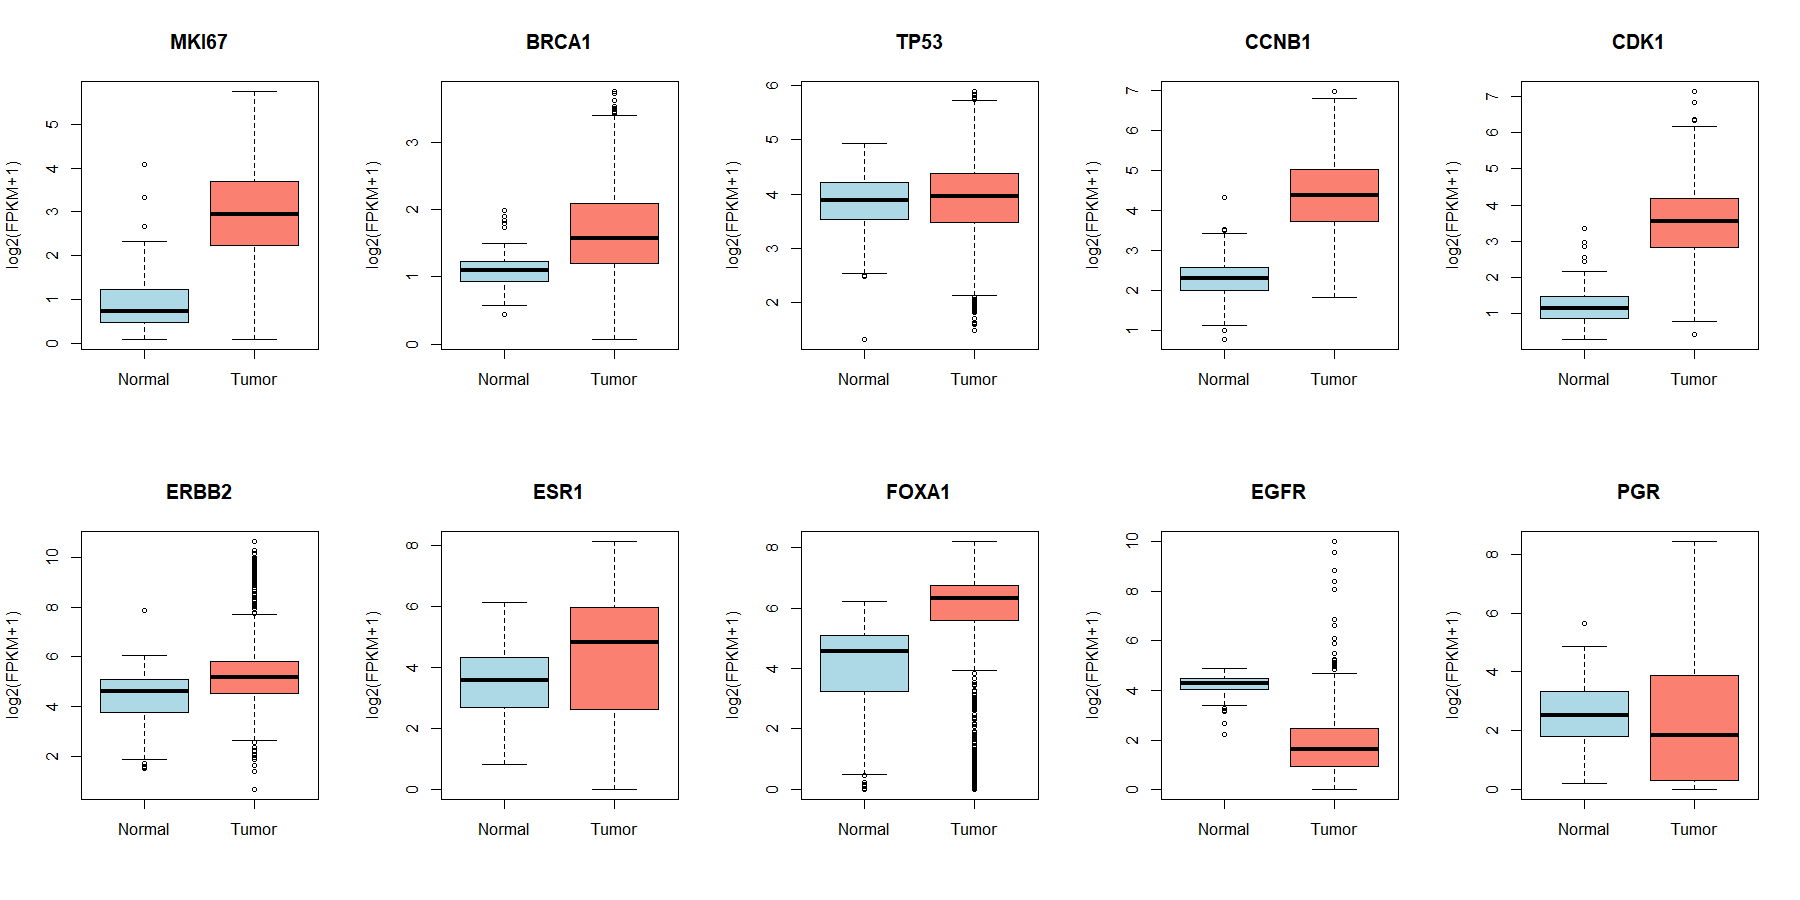 MKI67
log2(FPKM+1)
0 1 2 3 4 5
Normal Tumor
BRCA1
log2(FPKM+1)
0 1 2 3
Normal Tumor
TP53
log2(FPKM+1)
2 3 4 5 6
Normal Tumor
CCNB1
log2(FPKM+1)
1 2 3 4 5 6 7
Normal Tumor
CDK1
log2(FPKM+1)
1 2 3 4 5 6 7
Normal Tumor
ERBB2
log2(FPKM+1)
2 4 6 8 10
Normal Tumor
ESR1
log2(FPKM+1)
0 2 4 6 8
Normal Tumor
FOXA1
log2(FPKM+1)
0 2 4 6 8
Normal Tumor
EGFR
log2(FPKM+1)
0 2 4 6 8 10
Normal Tumor
PGR
log2(FPKM+1)
0 2 4 6 8
Normal Tumor